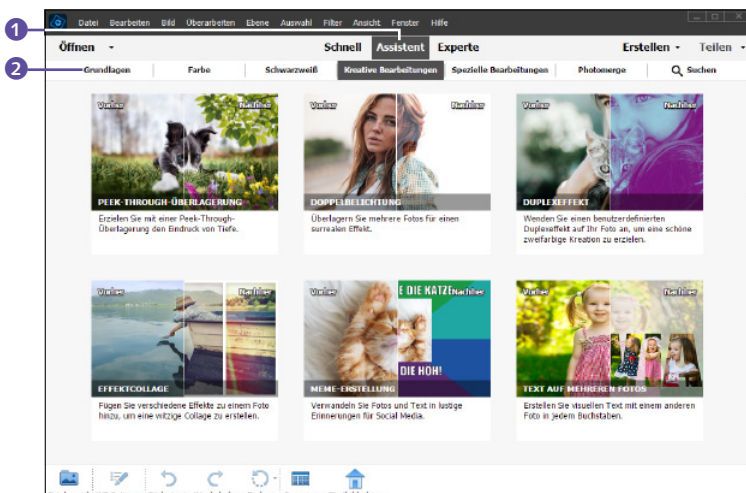 Datei Bearbeiten Bild Überarbeiten Ebene Auswahl Filter Ansicht Fenster Hilfe
1
Öffnen Schnell Assistent Experte Erstellen Teilen
2
Grundlagen Farbe Schwarzweiß Kreative Bearbeitungen Spezielle Bearbeitungen Photomerge Suchen
Vorher Nachher Vorher Nachher Vorher Nachher
PEEK-THROUGH-ÜBERLAGERUNG
Erzielen Sie mit einer Peek-Through-
Überlagerung den Eindruck von Tiefe.
DOPPELBELICHTUNG
Überlagern Sie mehrere Fotos für einen
surrealen Effekt.
DUPLEXEFFEKT
Wenden Sie einen benutzerdefinierten
Duplexeffekt auf Ihr Foto an, um eine schöne
zweifarbige Kreation zu erzielen.
Vorher Nachher Vorher E DIE KATZE Nachher Vorher Nachher
DIE HÖH!
EFFEKTCOLLAGE
Fügen Sie verschiedene Effekte zu einem Foto
hinzu, um eine witzige Collage zu erstellen.
MEME-ERSTELLUNG
Verwandeln Sie Fotos und Text in lustige
Erinnerungen für Social Media.
TEXT AUF MEHREREN FOTOS
Erstellen Sie visuellen Text mit einem anderen
Foto in jedem Buchstaben.